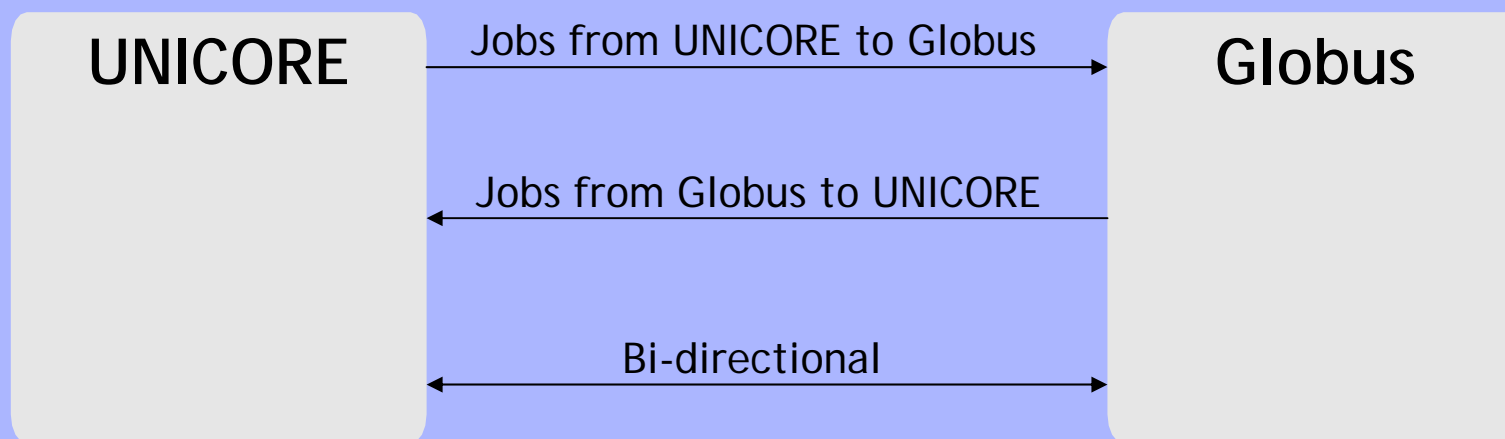 UNICORE
Jobs from UNICORE to Globus
Globus
Jobs from Globus to UNICORE
Bi-directional